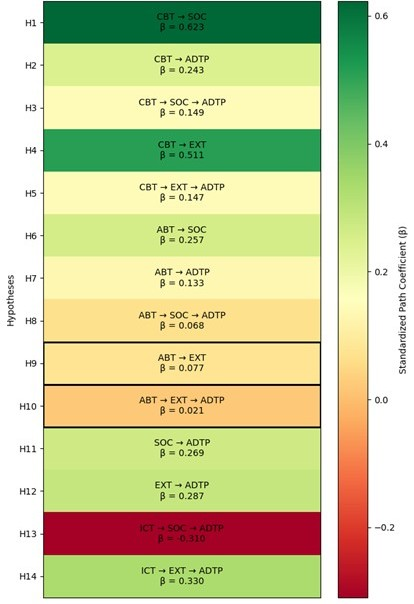 H1
CBT → SOC
β = 0.623
H2
CBT → ADTP
β = 0.243
H3
CBT → SOC → ADTP
β = 0.149
H4
CBT → EXT
β = 0.511
H5
CBT → EXT → ADTP
β = 0.147
H6
ABT → SOC
β = 0.257
H7
ABT → ADTP
β = 0.133
H8
ABT → SOC → ADTP
β = 0.068
H9
ABT → EXT
β = 0.077
H10
ABT → EXT → ADTP
β = 0.021
H11
SOC → ADTP
β = 0.269
H12
EXT → ADTP
β = 0.287
H13
ICT → SOC → ADTP
β = -0.310
H14
ICT → EXT → ADTP
β = 0.330
Hypotheses
0.6
0.4
0.2
0.0
−0.2
Standardized Path Coefficient (β)